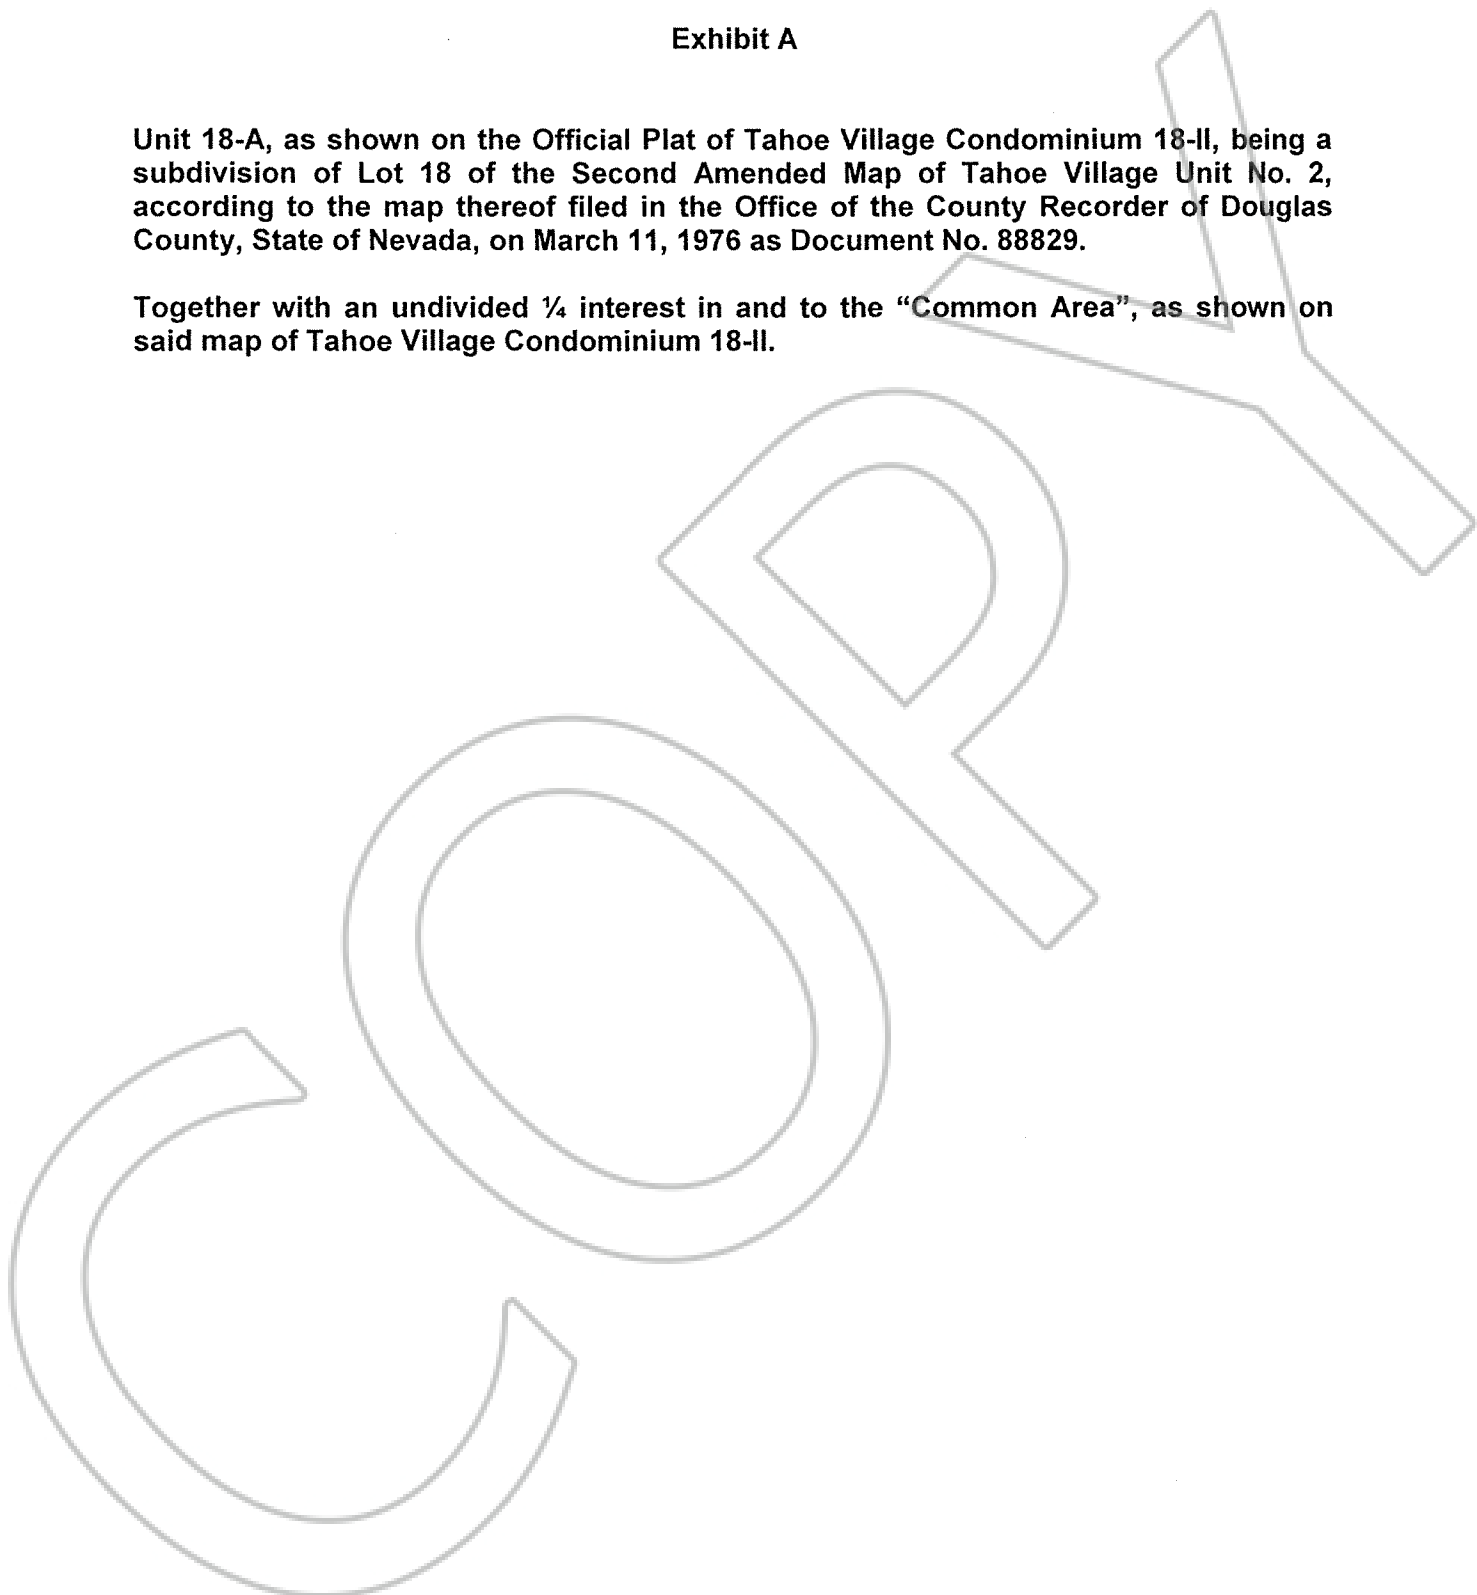 Exhibit A
Unit 18-A, as shown on the Official Plat of Tahoe Village Condominium 18-II, being a
subdivision of Lot 18 of the Second Amended Map of Tahoe Village Unit No. 2,
according to the map thereof filed in the Office of the County Recorder of Douglas
County, State of Nevada, on March 11, 1976 as Document No. 88829.
Together with an undivided ¼ interest in and to the “Common Area”, as shown on
said map of Tahoe Village Condominium 18-II.
COPY